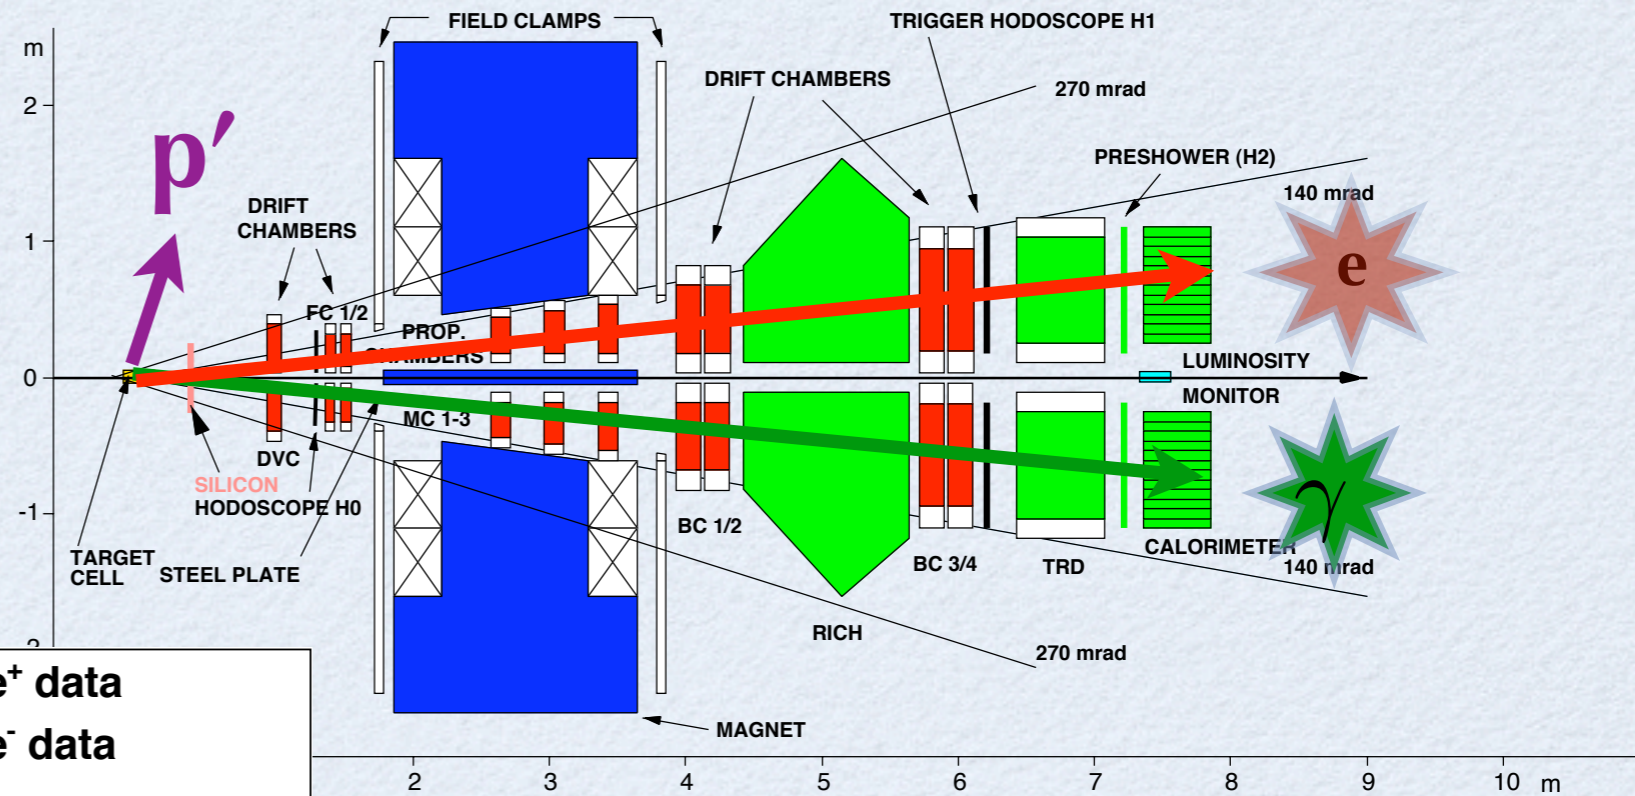 FIELD CLAMPS
TRIGGER HODOSCOPE H1
m
DRIFT CHAMBERS
270 mrad
2
p′
PRESHOWER (H2)
140 mrad
DRIFT
CHAMBERS
1
e
FC 1/2
PROP.
CHAMBERS
LUMINOSITY
0
MONITOR
MC 1-3
DVC
SILICON
HODOSCOPE H0
γ
-1
BC 1/2
TARGET
CELL
STEEL PLATE
BC 3/4
TRD
CALORIMETER
140 mrad
RICH
270 mrad
e⁺ data
e⁻ data
MAGNET
2 3 4 5 6 7 8 9 10 m